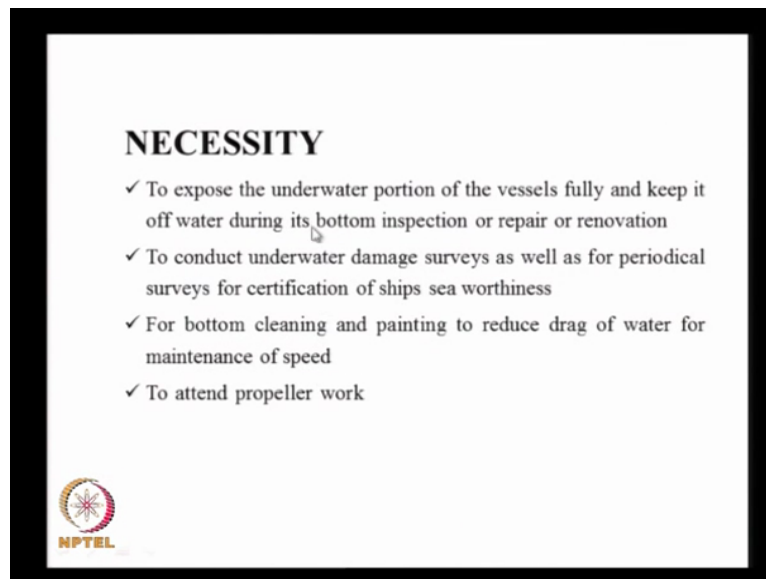 NECESSITY
✓ To expose the underwater portion of the vessels fully and keep it
off water during its bottom inspection or repair or renovation
✓ To conduct underwater damage surveys as well as for periodical
surveys for certification of ships sea worthiness
✓ For bottom cleaning and painting to reduce drag of water for
maintenance of speed
✓ To attend propeller work
NPTEL